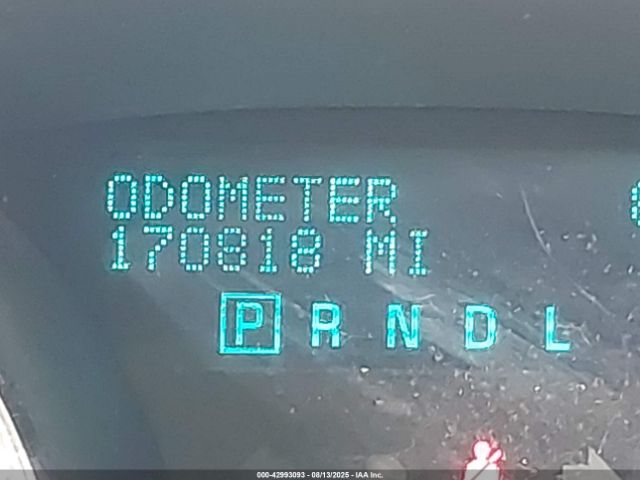 ODOMETER
170818 MI
P R N D L
000-42993093 - 08/13/2025 - IAA Inc.